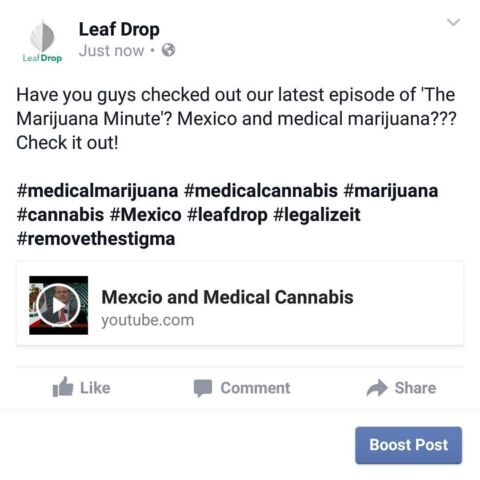 Leaf Drop
Just now
LeafDrop
Have you guys checked out our latest episode of 'The
Marijuana Minute'? Mexico and medical marijuana???
Check it out!
#medicalmarijuana #medicalcannabis #marijuana
#cannabis #Mexico #leafdrop #legalizeit
#removethestigma
Mexcio and Medical Cannabis
youtube.com
Like
Comment
Share
Boost Post